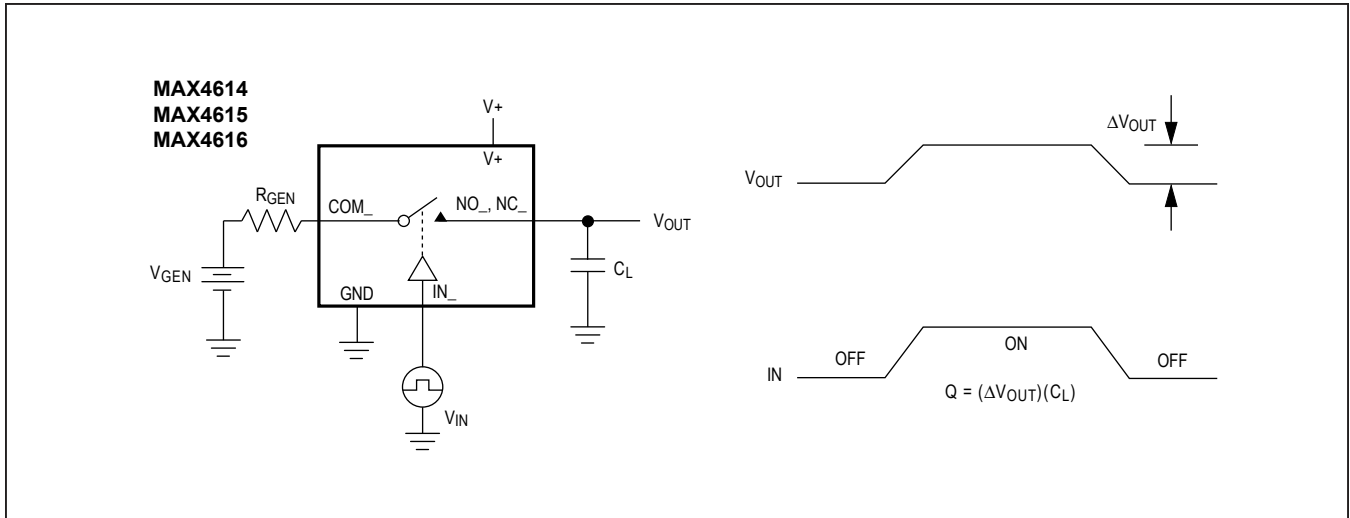 MAX4614
MAX4615
MAX4616
V+
V+
RGEN
COM_
NO_, NC_
VOUT
VGEN
CL
GND
IN_
VIN
ΔVOUT
VOUT
IN
OFF
ON
OFF
Q = (ΔVOUT)(CL)